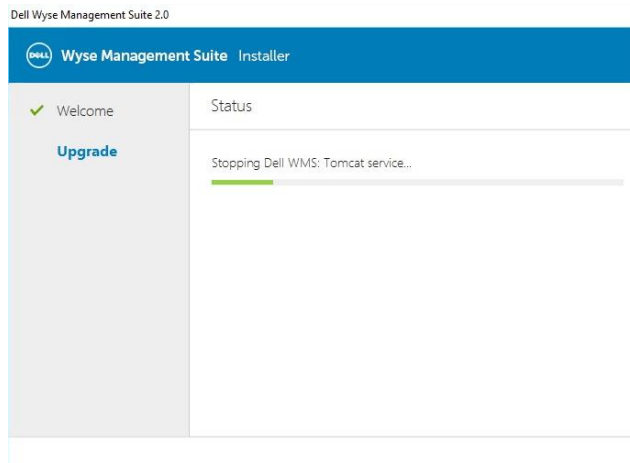 Dell Wyse Management Suite 2.0
DELL Wyse Management Suite Installer
Welcome
Status
Upgrade
Stopping Dell WMS: Tomcat service...